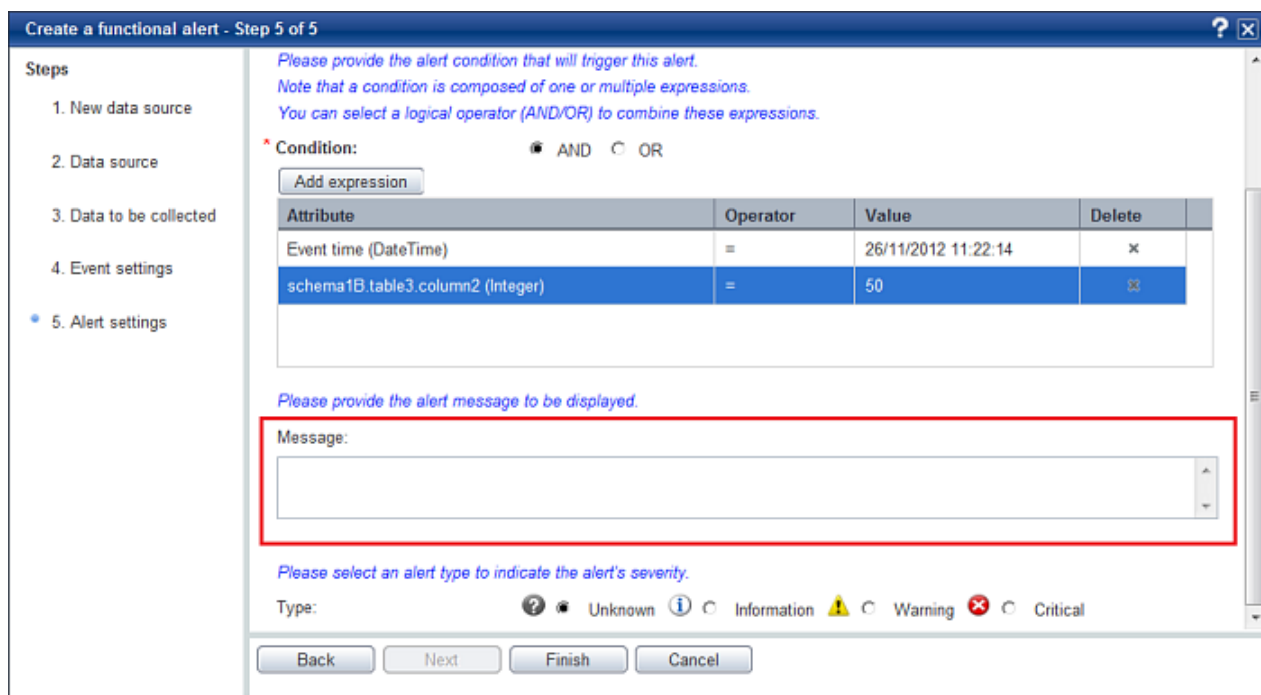 Create a functional alert - Step 5 of 5
?
Steps
1. New data source
2. Data source
3. Data to be collected
4. Event settings
5. Alert settings
Please provide the alert condition that will trigger this alert.
Note that a condition is composed of one or multiple expressions.
You can select a logical operator (AND/OR) to combine these expressions.
* Condition: AND OR
Add expression
Attribute Operator Value Delete
Event time (DateTime) = 26/11/2012 11:22:14
schema1B.table3.column2 (Integer) = 50
Please provide the alert message to be displayed.
Message:
Please select an alert type to indicate the alert's severity.
Type: Unknown Information Warning Critical
Back Next Finish Cancel